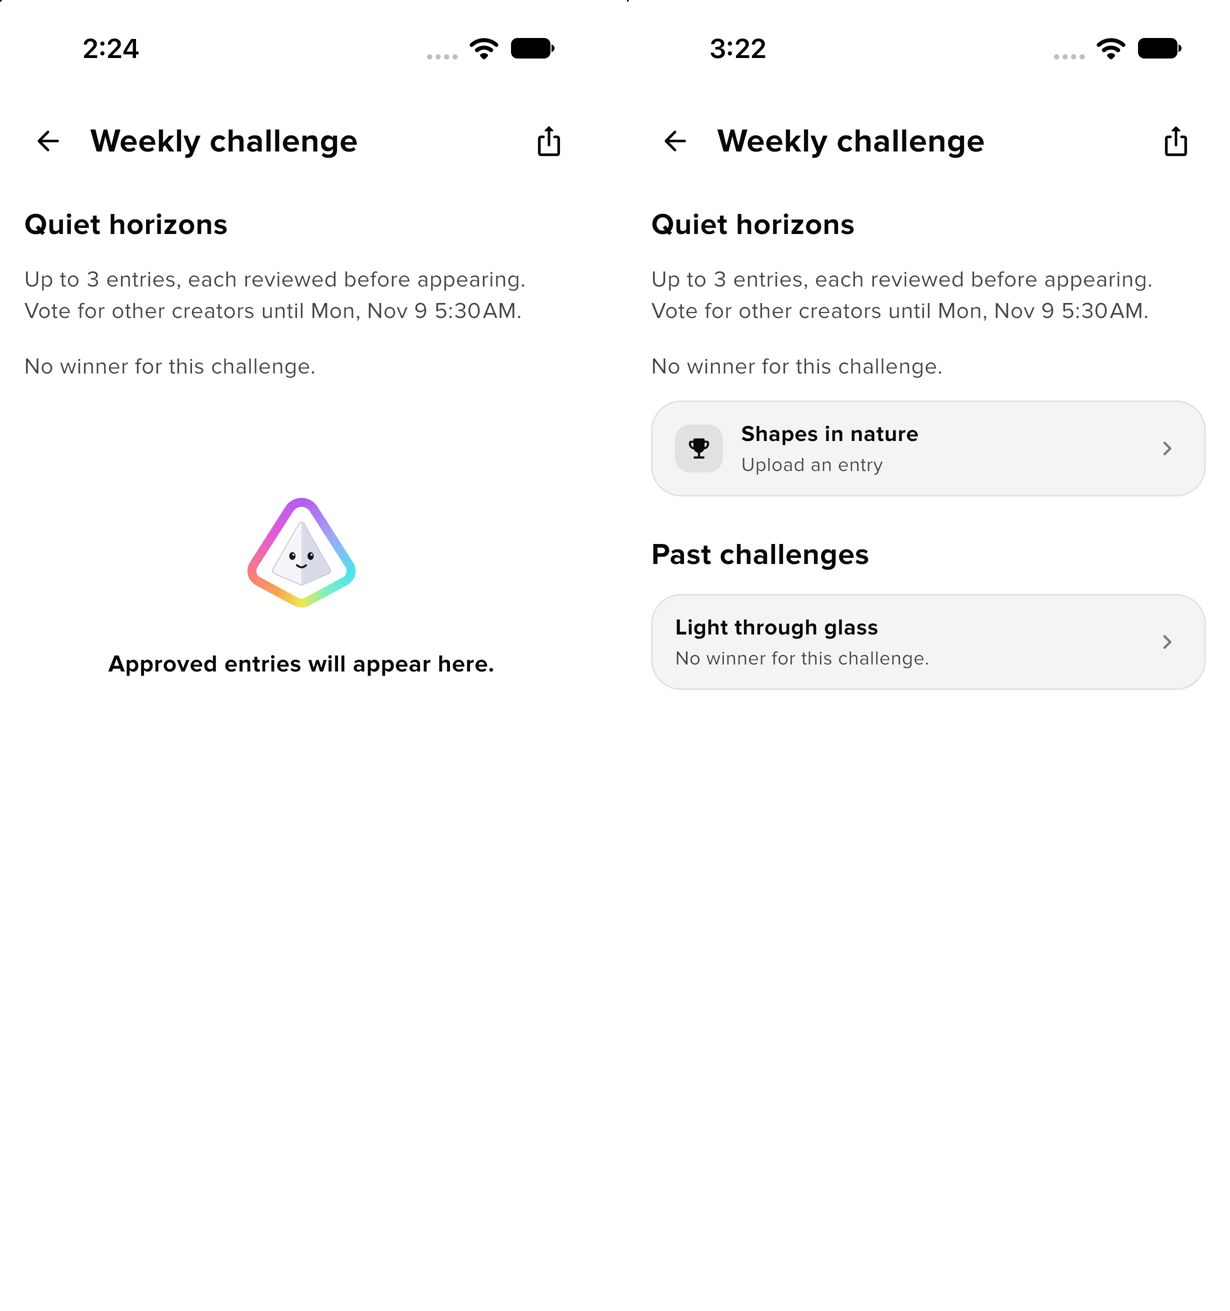 2:24
Weekly challenge
Quiet horizons
Up to 3 entries, each reviewed before appearing.
Vote for other creators until Mon, Nov 9 5:30AM.
No winner for this challenge.
Approved entries will appear here.
3:22
Weekly challenge
Quiet horizons
Up to 3 entries, each reviewed before appearing.
Vote for other creators until Mon, Nov 9 5:30AM.
No winner for this challenge.
Shapes in nature
Upload an entry
Past challenges
Light through glass
No winner for this challenge.